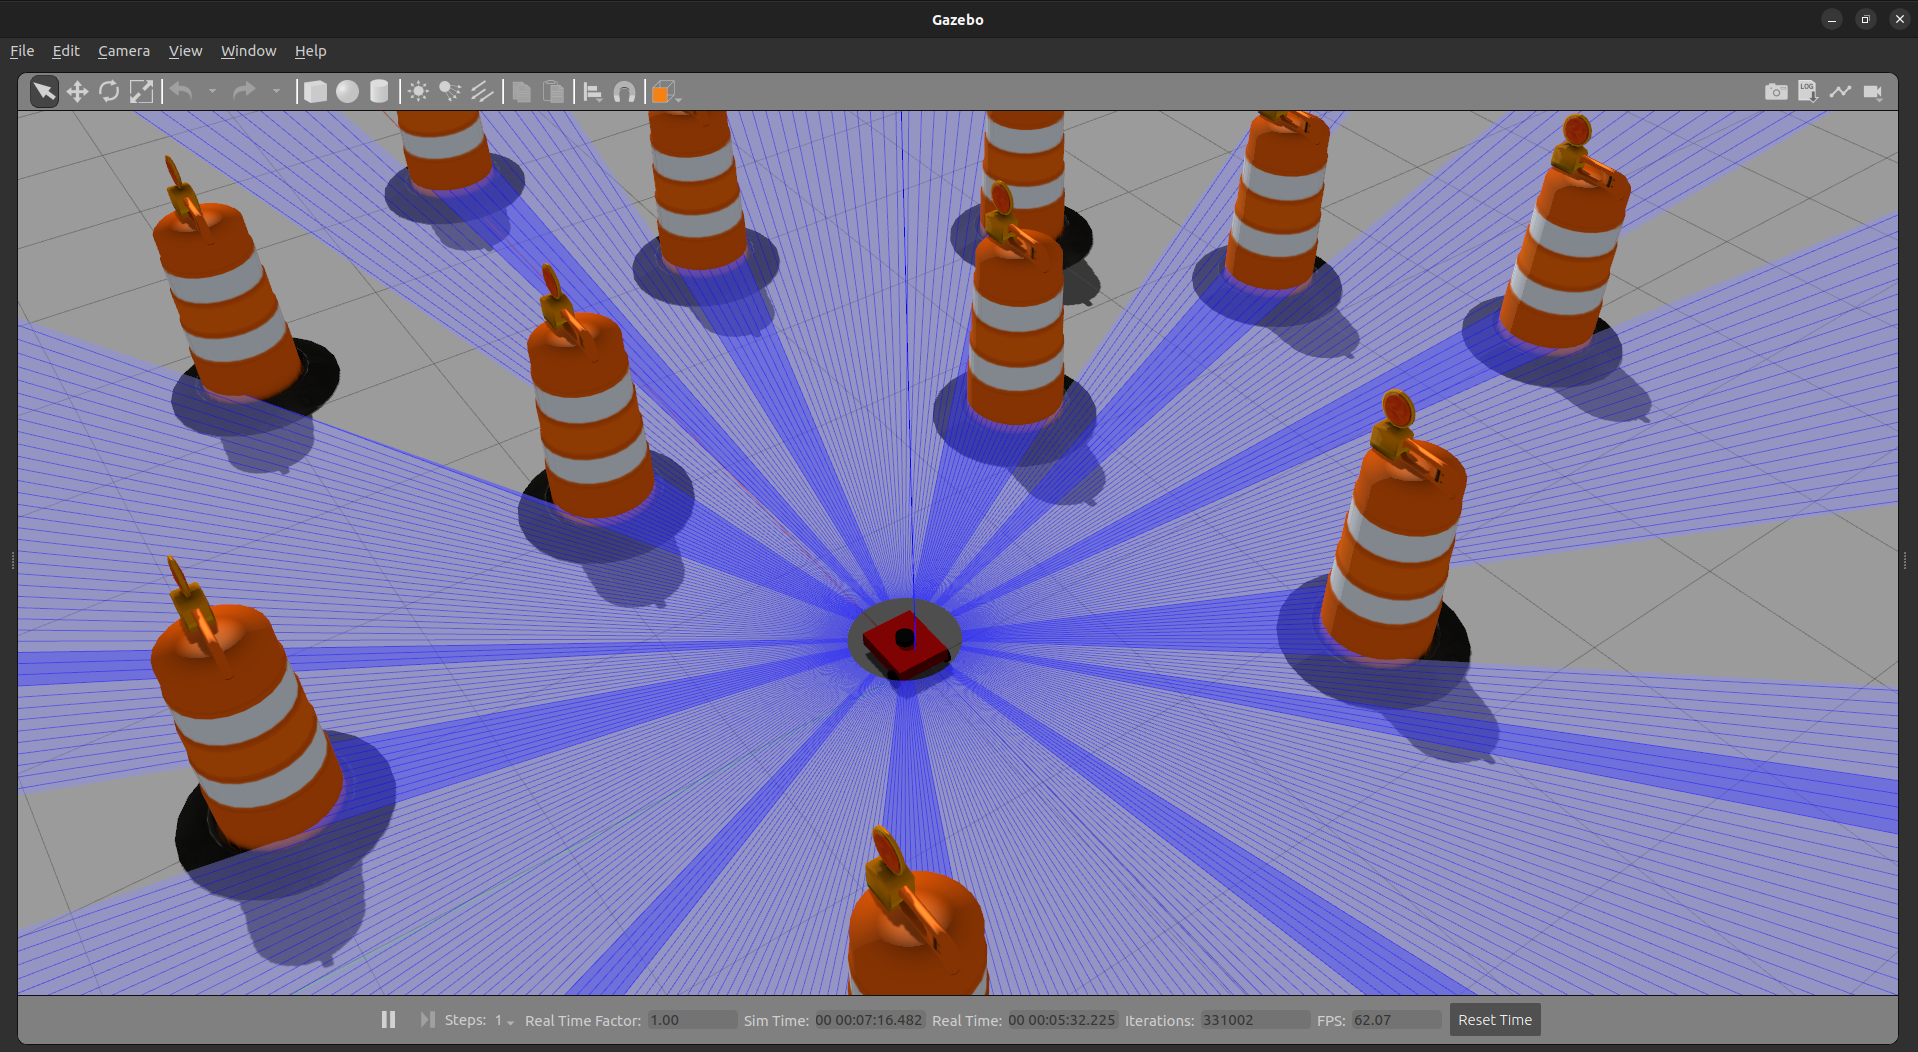 Gazebo
File Edit Camera View Window Help
LOG
Steps: 1 Real Time Factor: 1.00 Sim Time: 00 00:07:16.482 Real Time: 00 00:05:32.225 Iterations: 331002 FPS: 62.07 Reset Time